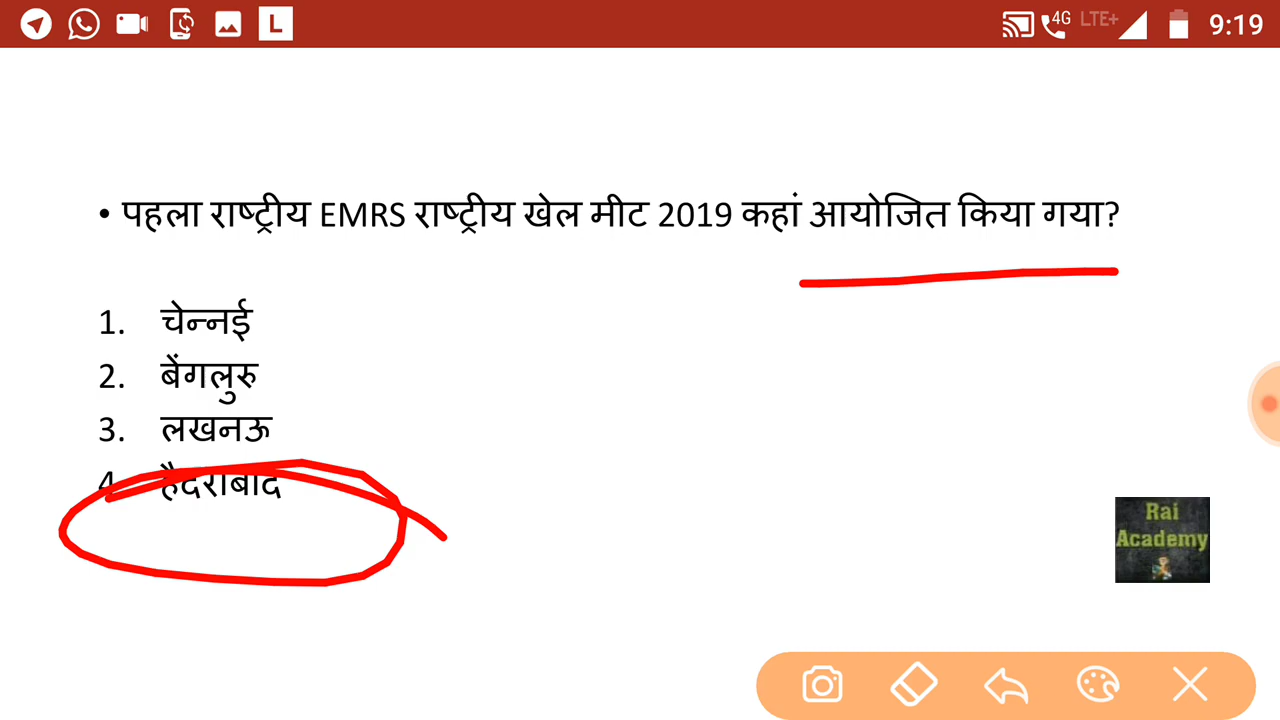 L 4G LTE+ 9:19
• पहला राष्ट्रीय EMRS राष्ट्रीय खेल मीट 2019 कहां आयोजित किया गया?
1. चेन्नई
2. बेंगलुरु
3. लखनऊ
4. हैदराबाद
Rai
Academy